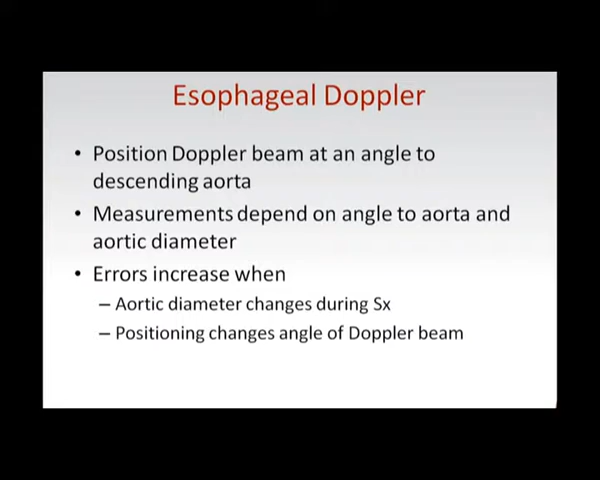 Esophageal Doppler
• Position Doppler beam at an angle to
descending aorta
• Measurements depend on angle to aorta and
aortic diameter
• Errors increase when
– Aortic diameter changes during Sx
– Positioning changes angle of Doppler beam